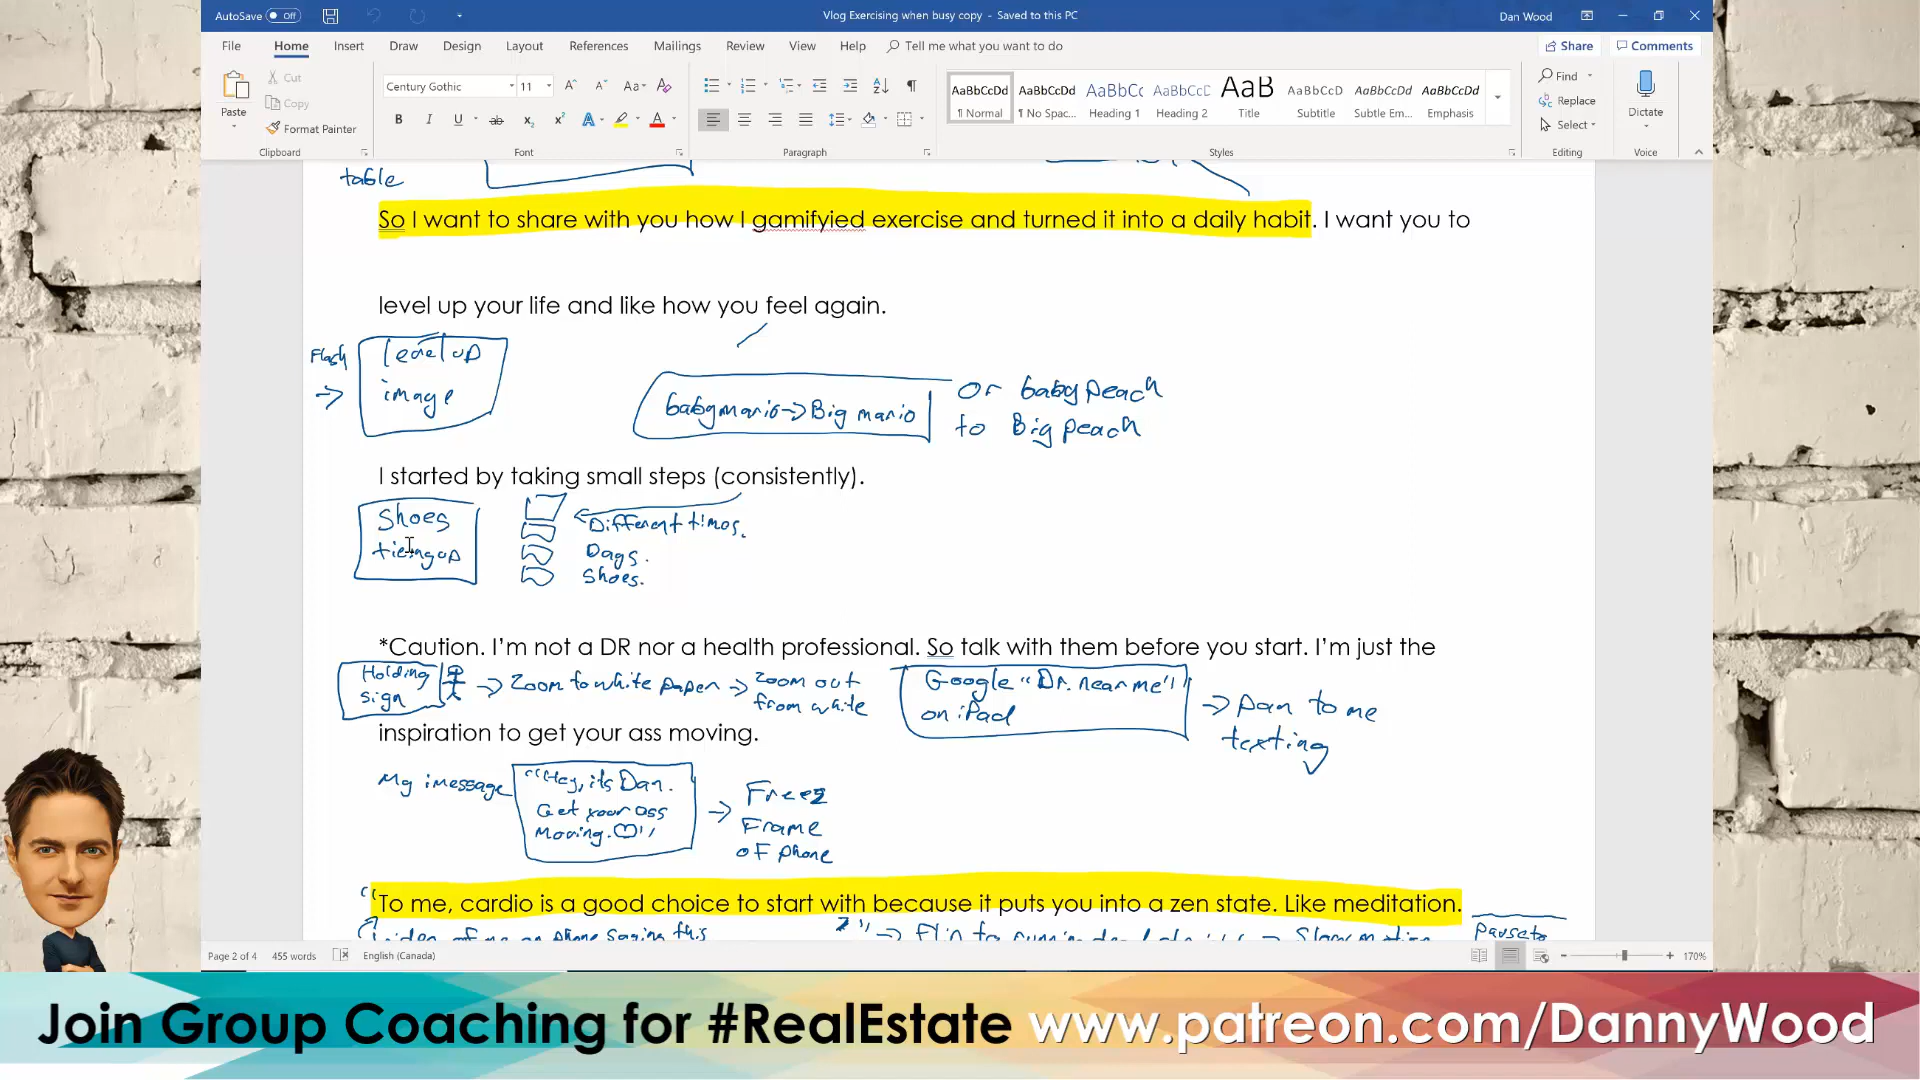 AutoSave Off
Vlog Exercising when busy copy - Saved to this PC
Dan Wood
File Home Insert Draw Design Layout References Mailings Review View Help Tell me what you want to do
Share Comments
Paste
Cut
Copy
Format Painter
Clipboard
Century Gothic 11
Font
Paragraph
AaBbCcDd AaBbCcDd AaBbCc AaBbCcD AaB AaBbCcD AaBbCcDd AaBbCcDd
¶ Normal ¶ No Spac... Heading 1 Heading 2 Title Subtitle Subtle Em... Emphasis
Styles
Find
Replace
Select
Editing
Dictate
Voice
table
So I want to share with you how I gamifyied exercise and turned it into a daily habit. I want you to
level up your life and like how you feel again.
Flash → level up
image
baby mario → Big mario
or baby peach
to Big peach
I started by taking small steps (consistently).
Shoes
tieing up
Different times.
Days.
Shoes.
*Caution. I'm not a DR nor a health professional. So talk with them before you start. I'm just the
Holding
sign
→ Zoom to white paper → Zoom out
from white
Google "Dr. near me"
on iPad
→ pan to me
texting
inspiration to get your ass moving.
My imessage
"Hey, its Dan.
Get your ass
Moving. ♡"
→ Freez
Frame
of phone
"To me, cardio is a good choice to start with because it puts you into a zen state. Like meditation.
Page 2 of 4 455 words English (Canada)
170%
Join Group Coaching for #RealEstate www.patreon.com/DannyWood